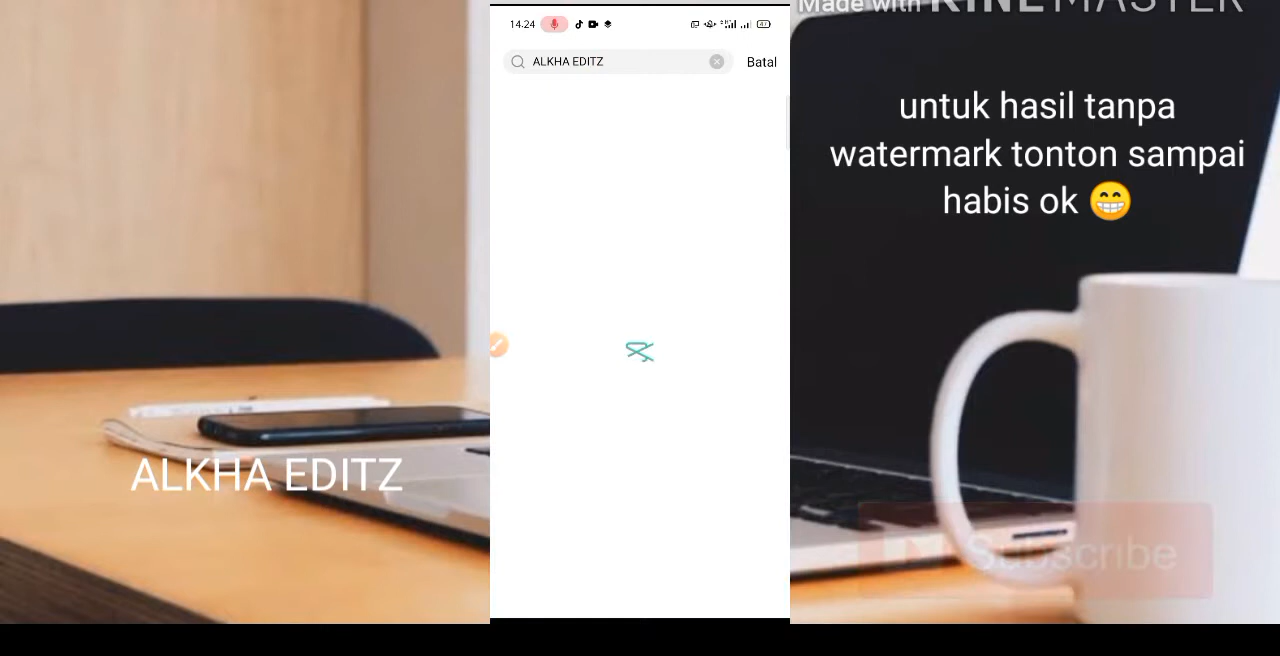 Made with KINEMASTER
14.24
ALKHA EDITZ
Batal
untuk hasil tanpa
watermark tonton sampai
habis ok 😁
ALKHA EDITZ
Subscribe